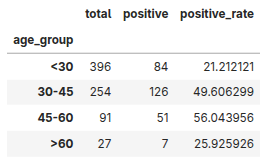 total positive positive_rate
age_group
<30 396 84 21.212121
30-45 254 126 49.606299
45-60 91 51 56.043956
>60 27 7 25.925926